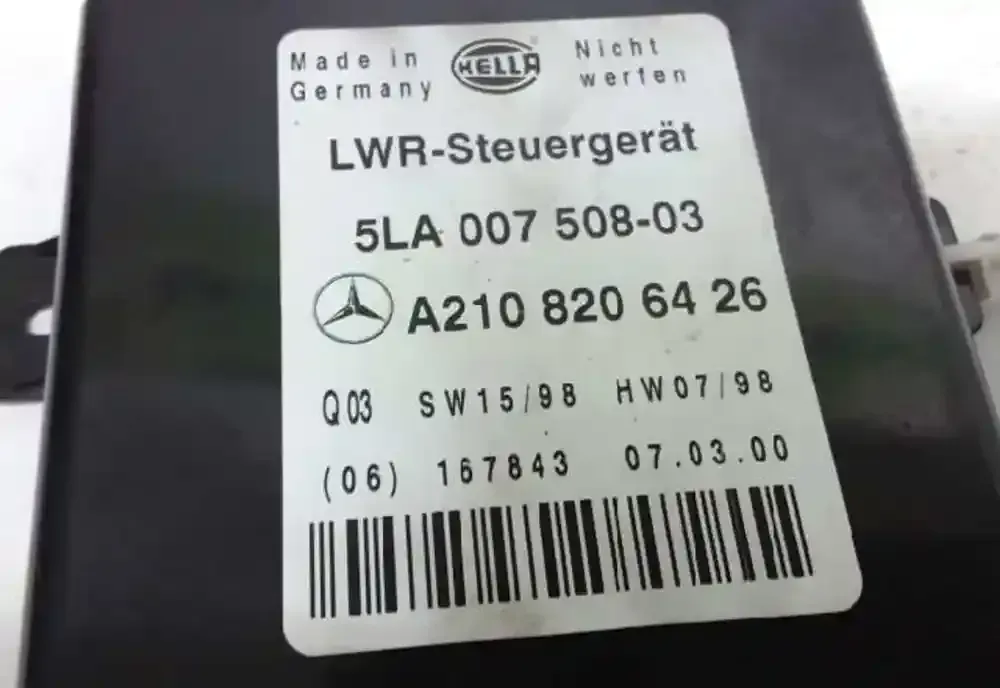 Made in Germany
HELLA
Nicht werfen
LWR-Steuergerät
5LA 007 508-03
A210 820 64 26
Q03 SW15/98 HW07/98
(06) 167843 07.03.00